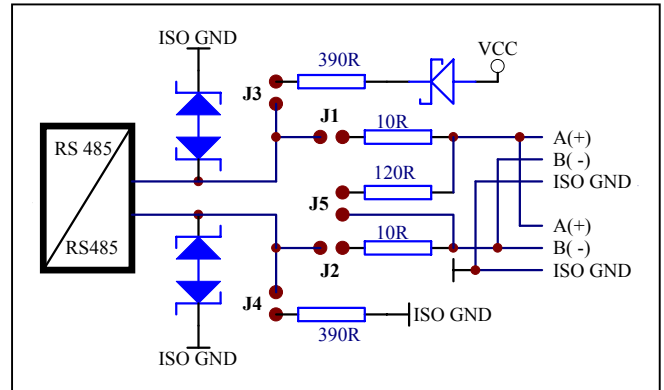 ISO GND
390R
VCC
J3
J1
10R
RS 485
A(+)
B( -)
120R
ISO GND
J5
A(+)
RS485
10R
B( -)
J2
ISO GND
J4
ISO GND
390R
ISO GND